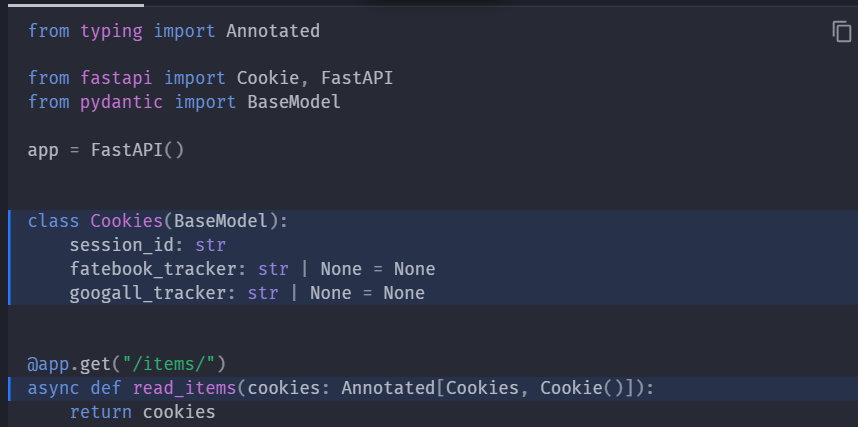 from typing import Annotated
from fastapi import Cookie, FastAPI
from pydantic import BaseModel
app = FastAPI()
class Cookies(BaseModel):
    session_id: str
    fatebook_tracker: str | None = None
    googall_tracker: str | None = None
@app.get("/items/")
async def read_items(cookies: Annotated[Cookies, Cookie()]):
    return cookies